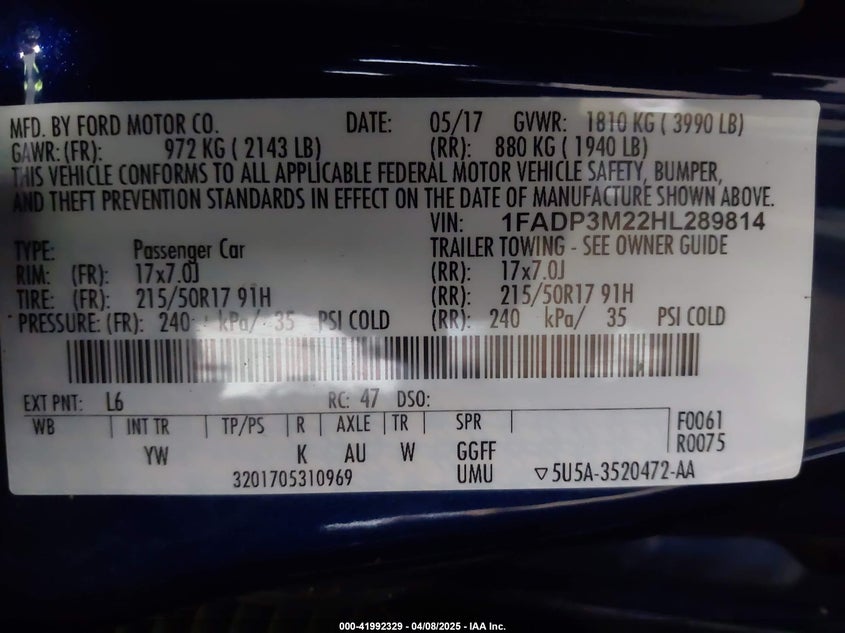 MFD. BY FORD MOTOR CO. DATE: 05/17 GVWR: 1810 KG ( 3990 LB)
GAWR: (FR): 972 KG ( 2143 LB) (RR): 880 KG ( 1940 LB)
THIS VEHICLE CONFORMS TO ALL APPLICABLE FEDERAL MOTOR VEHICLE SAFETY, BUMPER,
AND THEFT PREVENTION STANDARDS IN EFFECT ON THE DATE OF MANUFACTURE SHOWN ABOVE.
VIN: 1FADP3M22HL289814
TYPE: Passenger Car TRAILER TOWING - SEE OWNER GUIDE
RIM: (FR): 17x7.0J (RR): 17x7.0J
TIRE: (FR): 215/50R17 91H (RR): 215/50R17 91H
PRESSURE: (FR): 240 kPa/ 35 PSI COLD (RR): 240 kPa/ 35 PSI COLD
EXT PNT: L6 RC: 47 DSO:
WB INT TR TP/PS R AXLE TR SPR F0061
R0075
YW K AU W GGFF
3201705310969 UMU ▽5U5A-3520472-AA
000-41992329 - 04/08/2025 - IAA Inc.